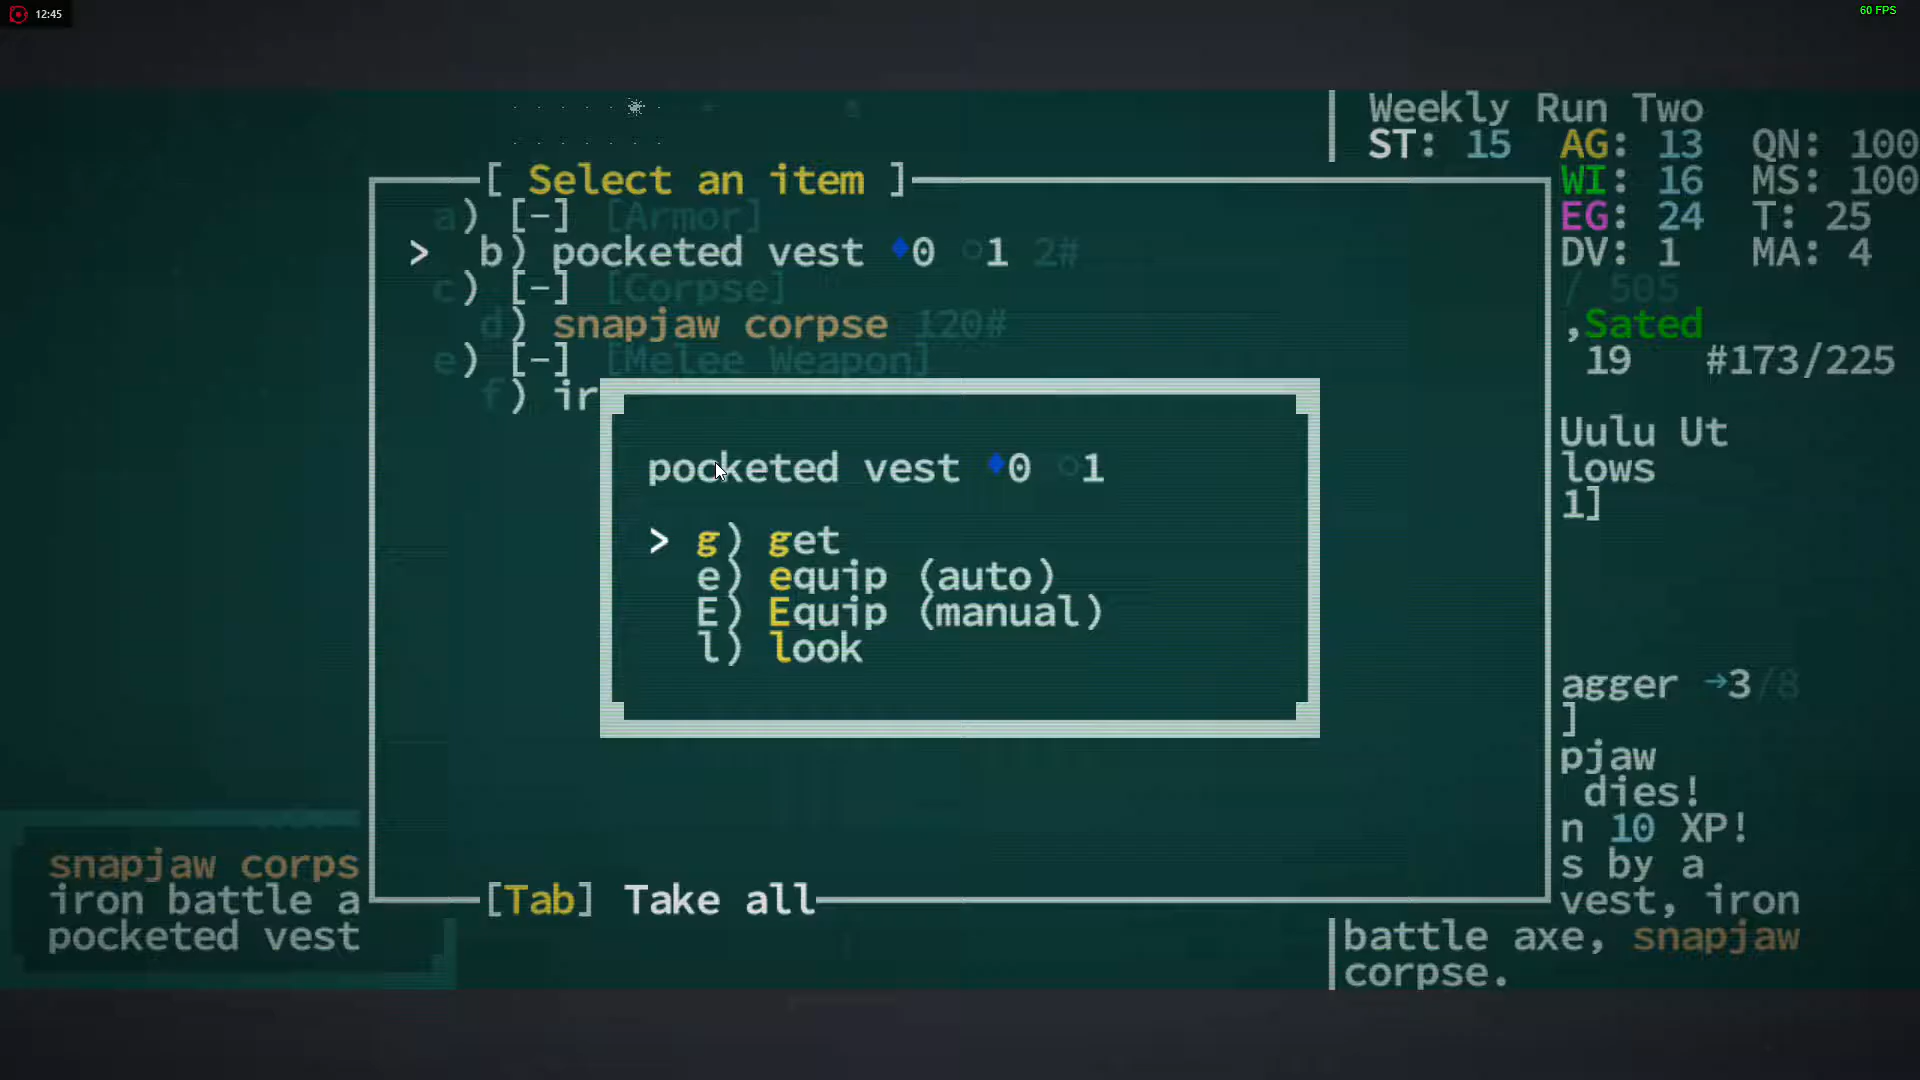 12:45
60 FPS
Weekly Run Two
ST: 15 AG: 13 QN: 100
[ Select an item ]
WI: 16 MS: 100
a) [-] [Armor]
EG: 24 T: 25
> b) pocketed vest ♦0 ○1 2#
DV: 1 MA: 4
c) [-] [Corpse]
/ 505
d) snapjaw corpse 120#
,Sated
e) [-] [Melee Weapon]
19 #173/225
f) ir
Uulu Ut
pocketed vest ♦0 ○1
lows
1]
> g) get
e) equip (auto)
E) Equip (manual)
l) look
agger →3/8
]
pjaw
dies!
n 10 XP!
snapjaw corps
s by a
iron battle a
[Tab] Take all
vest, iron
pocketed vest
battle axe, snapjaw
corpse.